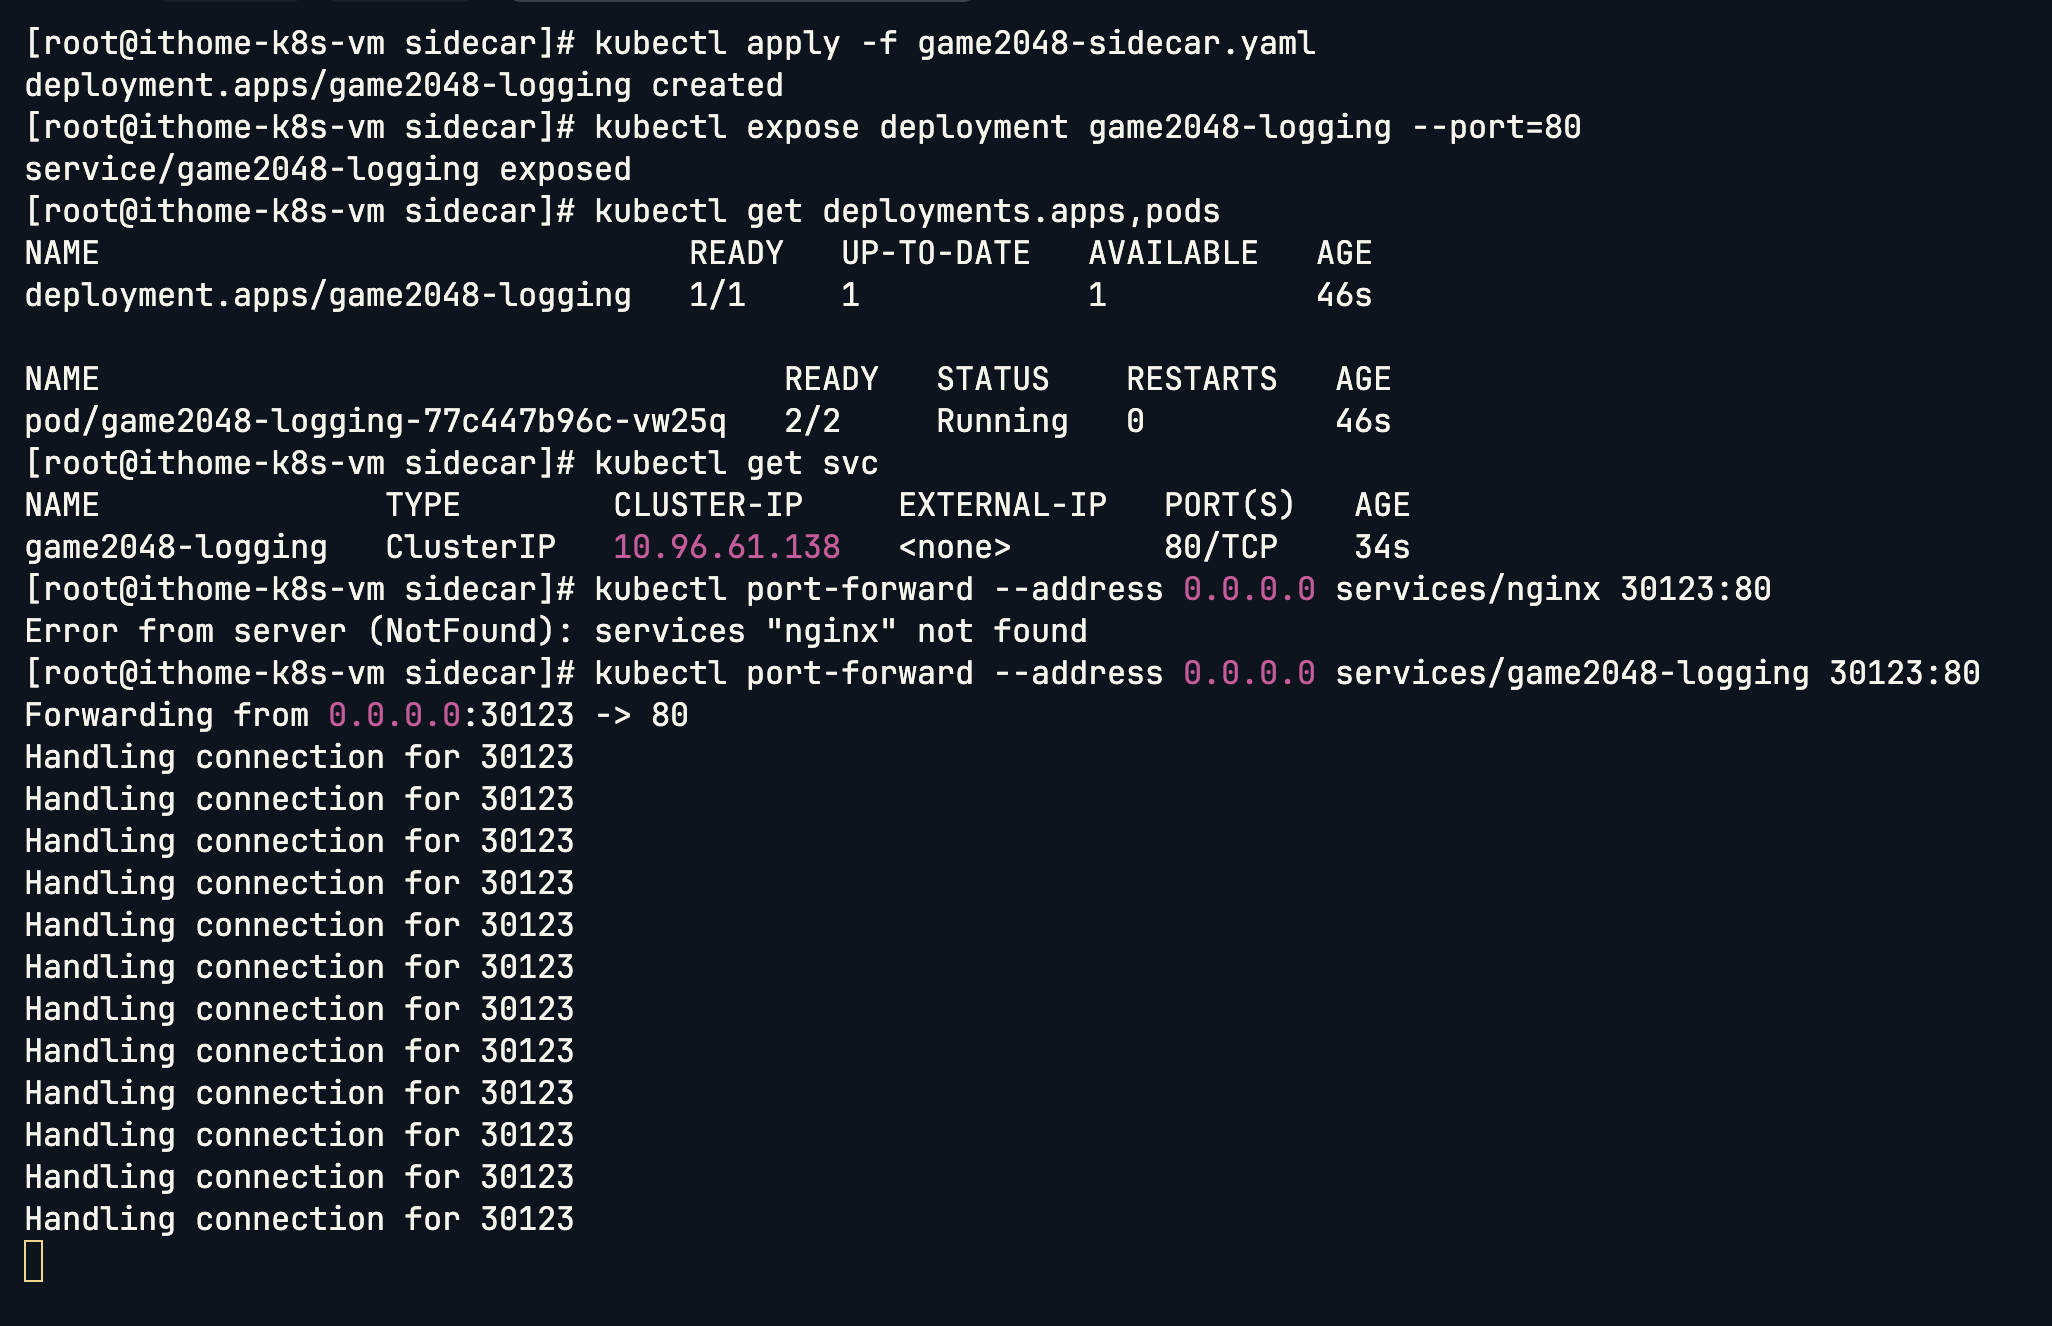 [root@ithome-k8s-vm sidecar]# kubectl apply -f game2048-sidecar.yaml
deployment.apps/game2048-logging created
[root@ithome-k8s-vm sidecar]# kubectl expose deployment game2048-logging --port=80
service/game2048-logging exposed
[root@ithome-k8s-vm sidecar]# kubectl get deployments.apps,pods
NAME                               READY   UP-TO-DATE   AVAILABLE   AGE
deployment.apps/game2048-logging   1/1     1            1           46s

NAME                                    READY   STATUS    RESTARTS   AGE
pod/game2048-logging-77c447b96c-vw25q   2/2     Running   0          46s
[root@ithome-k8s-vm sidecar]# kubectl get svc
NAME               TYPE        CLUSTER-IP     EXTERNAL-IP   PORT(S)   AGE
game2048-logging   ClusterIP   10.96.61.138   <none>        80/TCP    34s
[root@ithome-k8s-vm sidecar]# kubectl port-forward --address 0.0.0.0 services/nginx 30123:80
Error from server (NotFound): services "nginx" not found
[root@ithome-k8s-vm sidecar]# kubectl port-forward --address 0.0.0.0 services/game2048-logging 30123:80
Forwarding from 0.0.0.0:30123 -> 80
Handling connection for 30123
Handling connection for 30123
Handling connection for 30123
Handling connection for 30123
Handling connection for 30123
Handling connection for 30123
Handling connection for 30123
Handling connection for 30123
Handling connection for 30123
Handling connection for 30123
Handling connection for 30123
Handling connection for 30123